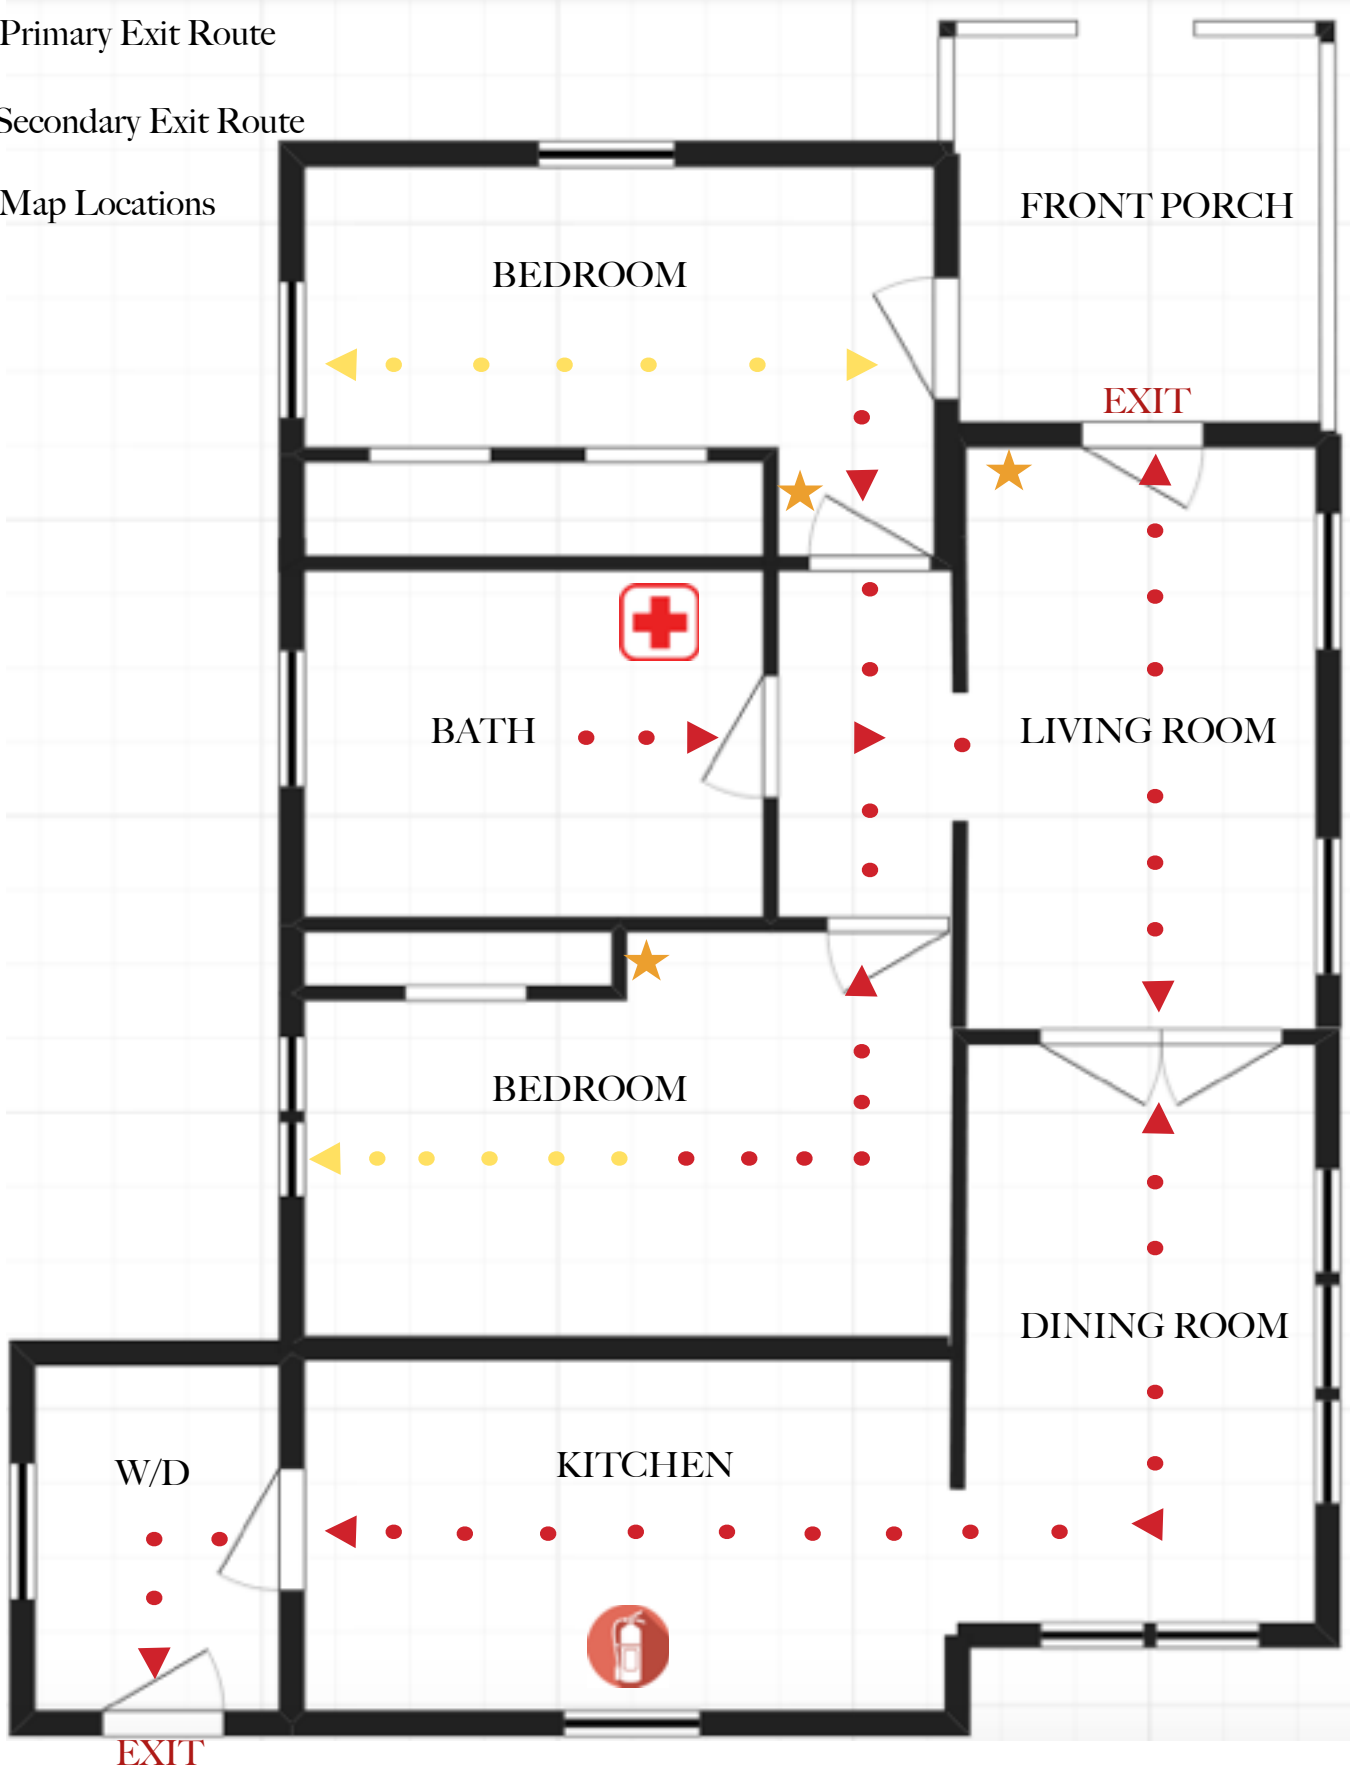 Primary Exit Route
Secondary Exit Route
Map Locations
FRONT PORCH
BEDROOM
EXIT
BATH
LIVING ROOM
BEDROOM
DINING ROOM
KITCHEN
W/D
EXIT